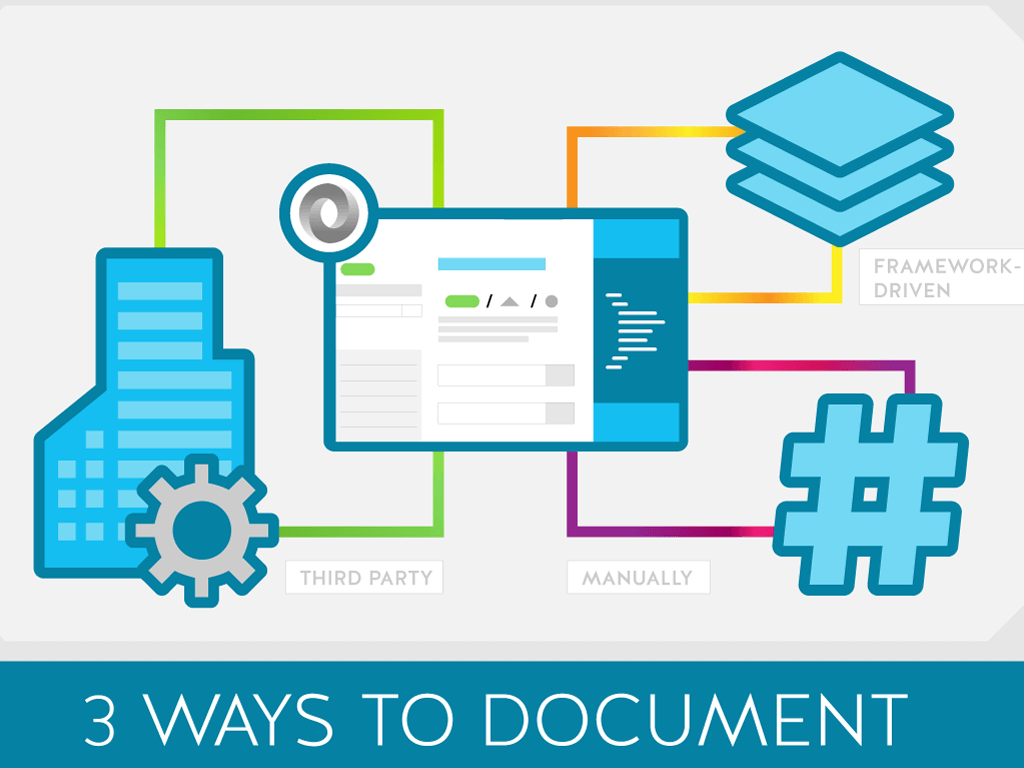 FRAMEWORK-
DRIVEN
THIRD PARTY
MANUALLY
3 WAYS TO DOCUMENT